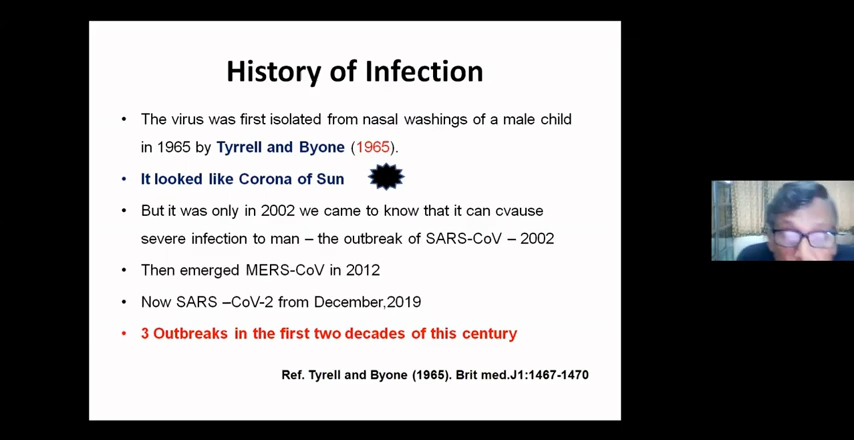 History of Infection
• The virus was first isolated from nasal washings of a male child
in 1965 by Tyrrell and Byone (1965).
• It looked like Corona of Sun
• But it was only in 2002 we came to know that it can cvause
severe infection to man – the outbreak of SARS-CoV – 2002
• Then emerged MERS-CoV in 2012
• Now SARS –CoV-2 from December,2019
• 3 Outbreaks in the first two decades of this century
Ref. Tyrell and Byone (1965). Brit med.J1:1467-1470